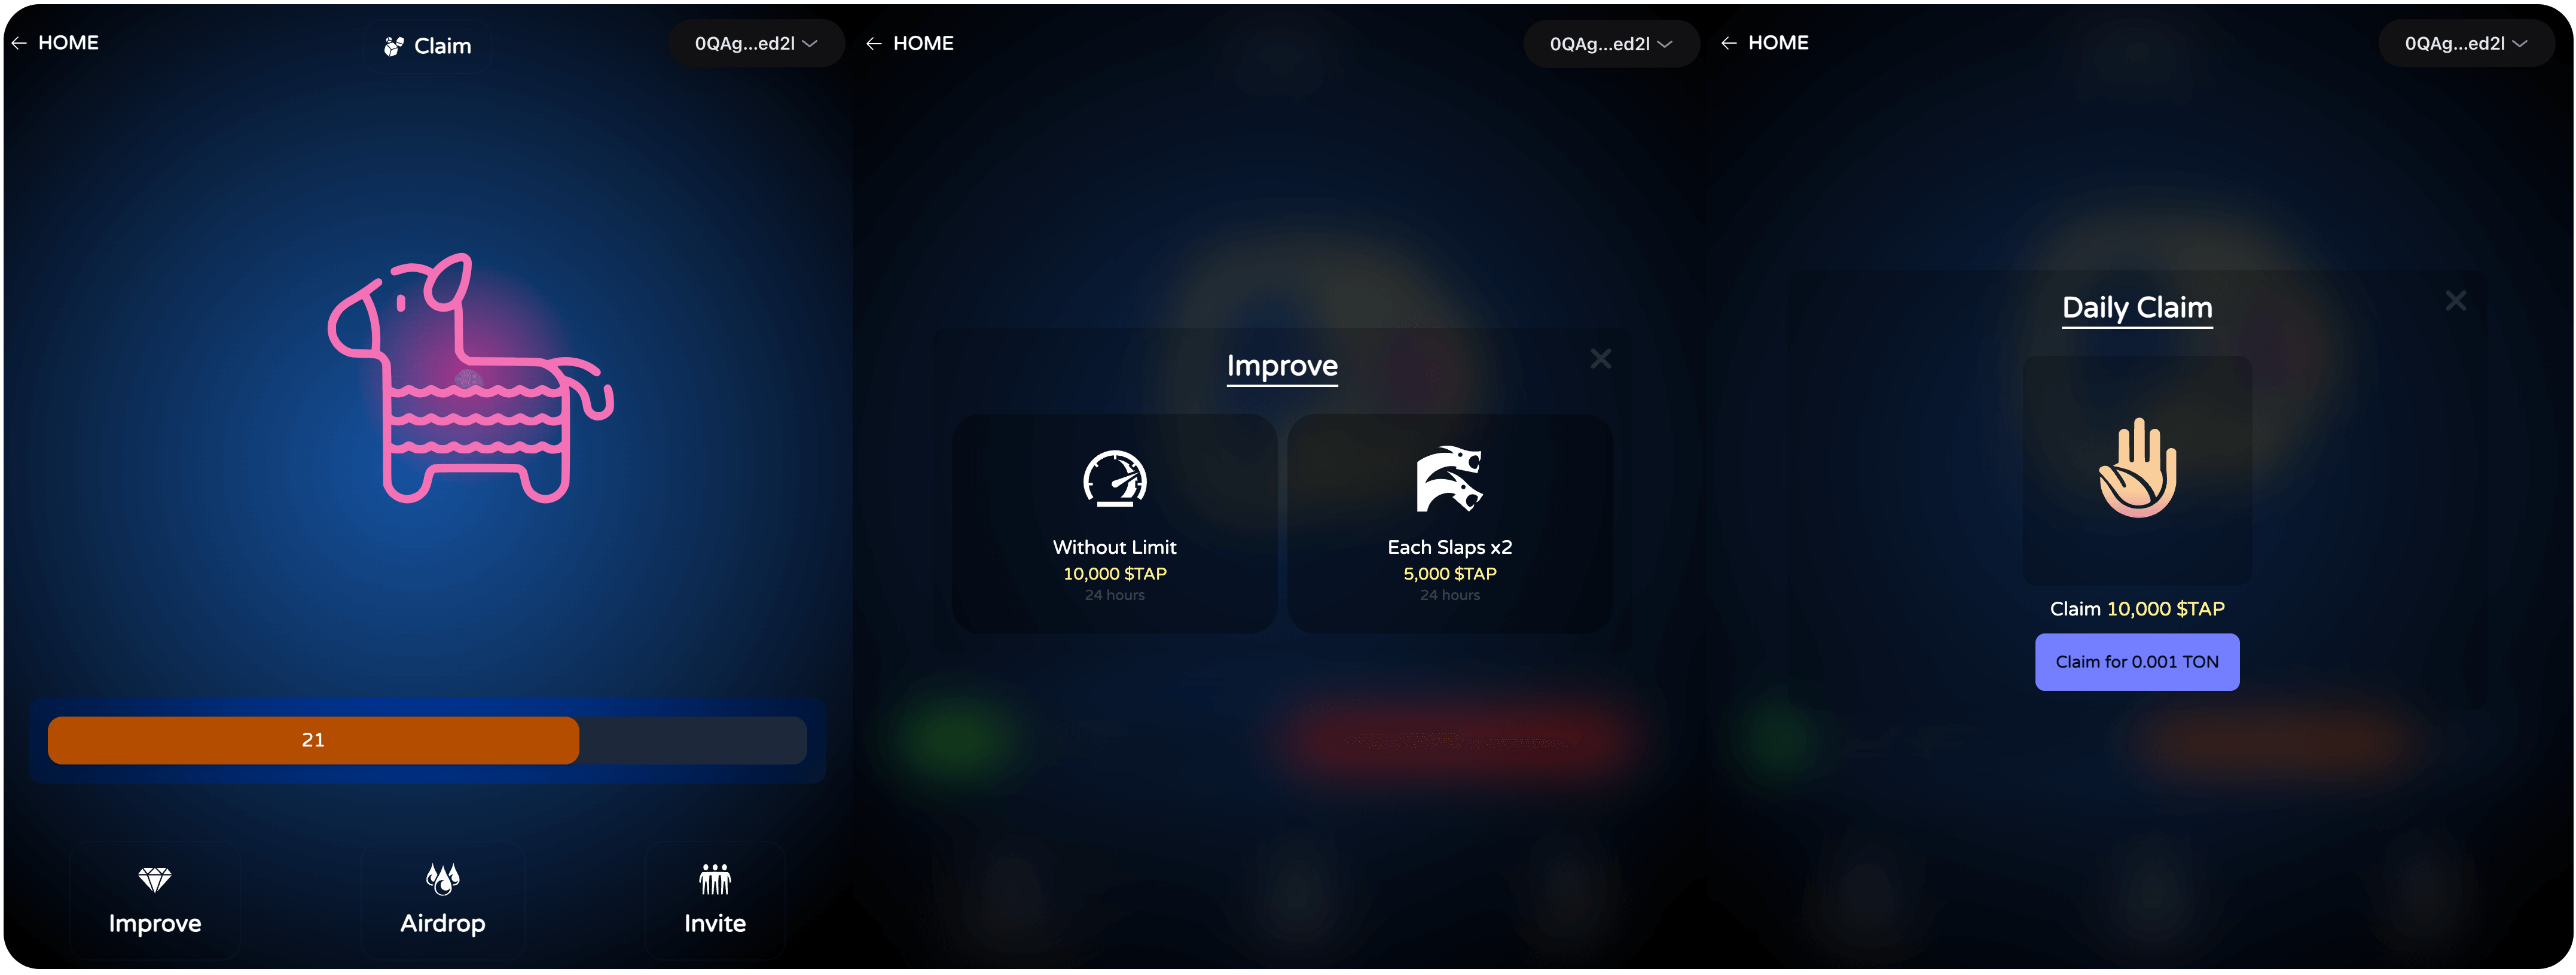 ← HOME
Claim
0QAg...ed2l
21
Improve
Airdrop
Invite
← HOME
0QAg...ed2l
Improve
Without Limit
10,000 $TAP
24 hours
Each Slaps x2
5,000 $TAP
24 hours
← HOME
0QAg...ed2l
Daily Claim
Claim 10,000 $TAP
Claim for 0.001 TON